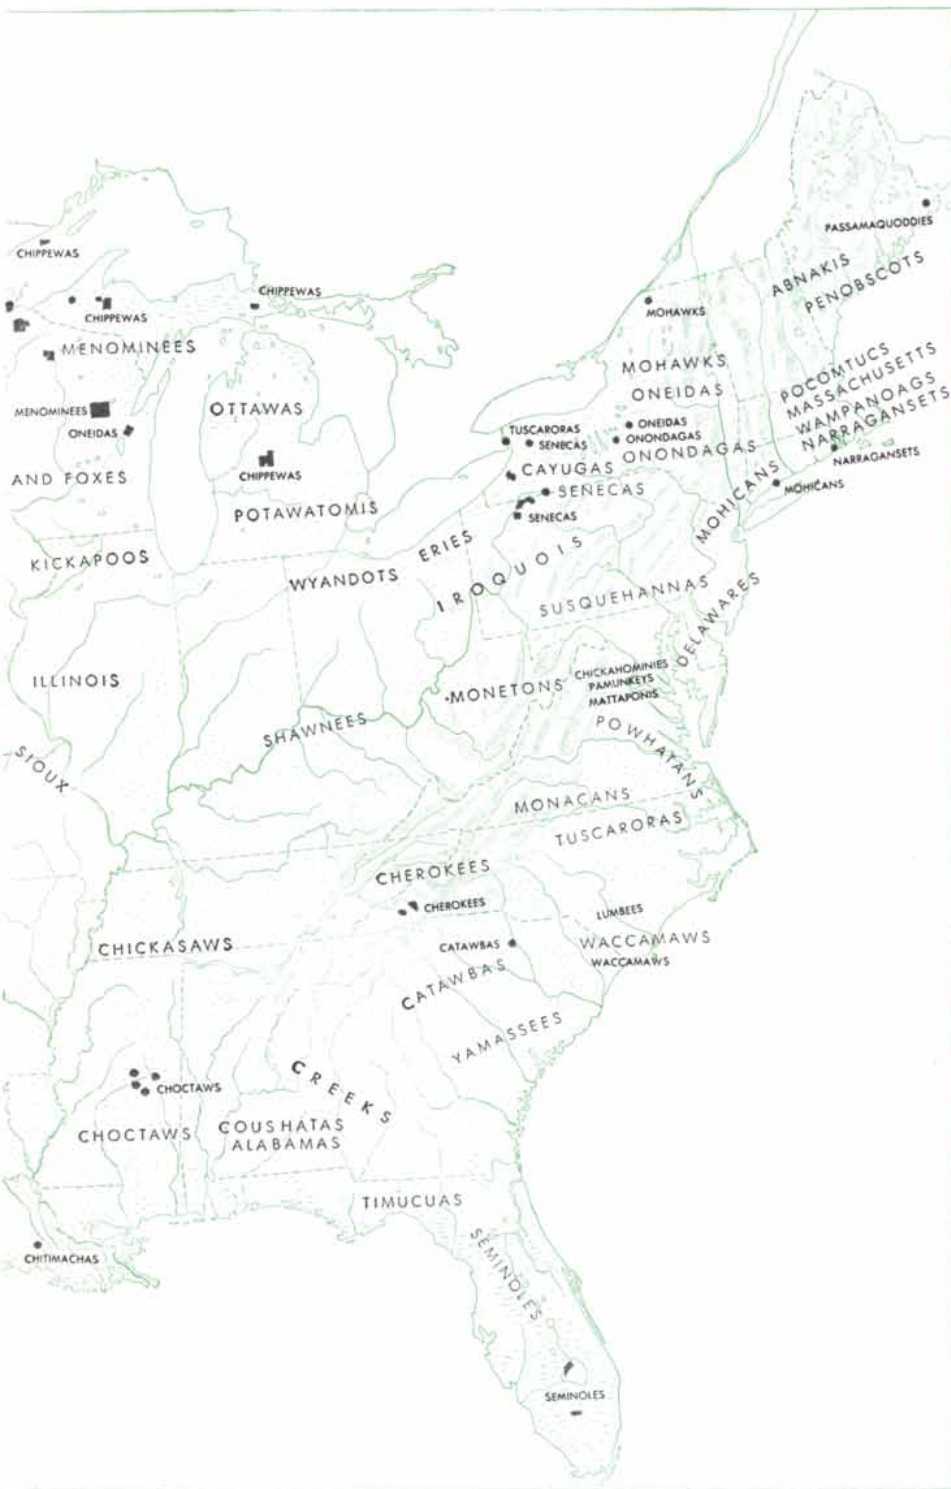 PASSAMAQUODDIES
CHIPPEWAS
ABNAKIS
PENOBSCOTS
CHIPPEWAS
CHIPPEWAS
MOHAWKS
MENOMINEES
MOHAWKS
ONEIDAS
POCOMTUCS
MASSACHUSETTS
WAMPANOAGS
NARRAGANSETS
MENOMINEES
OTTAWAS
ONEIDAS
TUSCARORAS
SENECAS
ONEIDAS
ONONDAGAS
ONONDAGAS
NARRAGANSETS
AND FOXES
CHIPPEWAS
CAYUGAS
SENECAS
MOHICANS
MOHICANS
POTAWATOMIS
SENECAS
KICKAPOOS
WYANDOTS
ERIES
IROQUOIS
SUSQUEHANNAS
DELAWARES
ILLINOIS
MONETONS
CHICKAHOMINIES
PAMUNKEYS
MATTAPONIS
SHAWNEES
POWHATANS
SIOUX
MONACANS
TUSCARORAS
CHEROKEES
CHEROKEES
LUMBEES
CHICKASAWS
CATAWBAS
WACCAMAWS
WACCAMAWS
CATAWBAS
YAMASSEES
CREEKS
CHOCTAWS
CHOCTAWS
COUSHATAS
ALABAMAS
TIMUCUAS
SEMINOLES
CHITIMACHAS
SEMINOLES